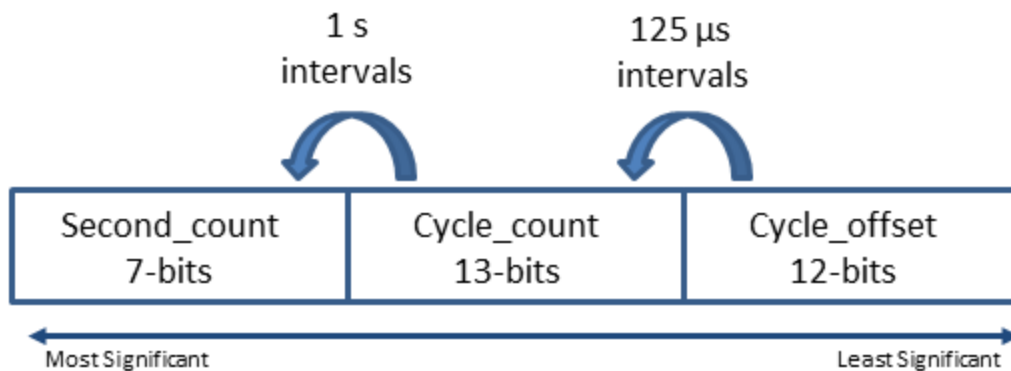 1 s
intervals
125 µs
intervals
Second_count
7-bits
Cycle_count
13-bits
Cycle_offset
12-bits
Most Significant
Least Significant